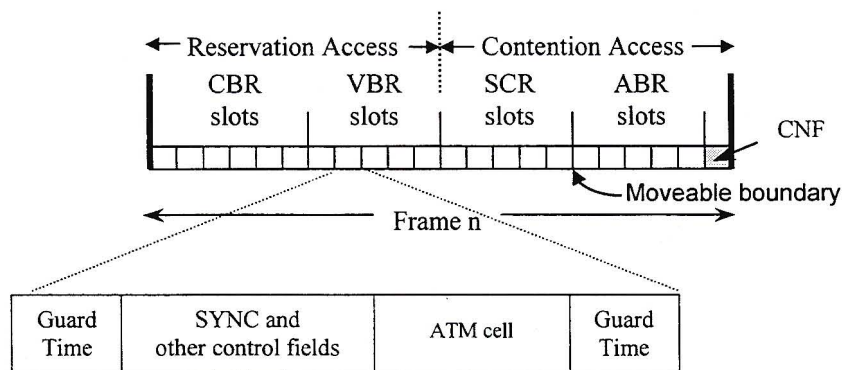 Reservation Access Contention Access
CBR slots
VBR slots
SCR slots
ABR slots
CNF
Moveable boundary
Frame n
Guard Time
SYNC and other control fields
ATM cell
Guard Time